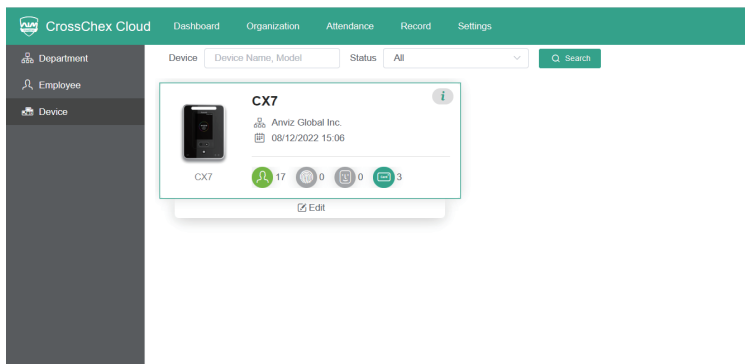 CrossChex Cloud Dashboard Organization Attendance Record Settings
Department
Employee
Device
Device Device Name, Model Status All Search
CX7
i
Anviz Global Inc.
08/12/2022 15:06
CX7
17 0 0 3
Edit